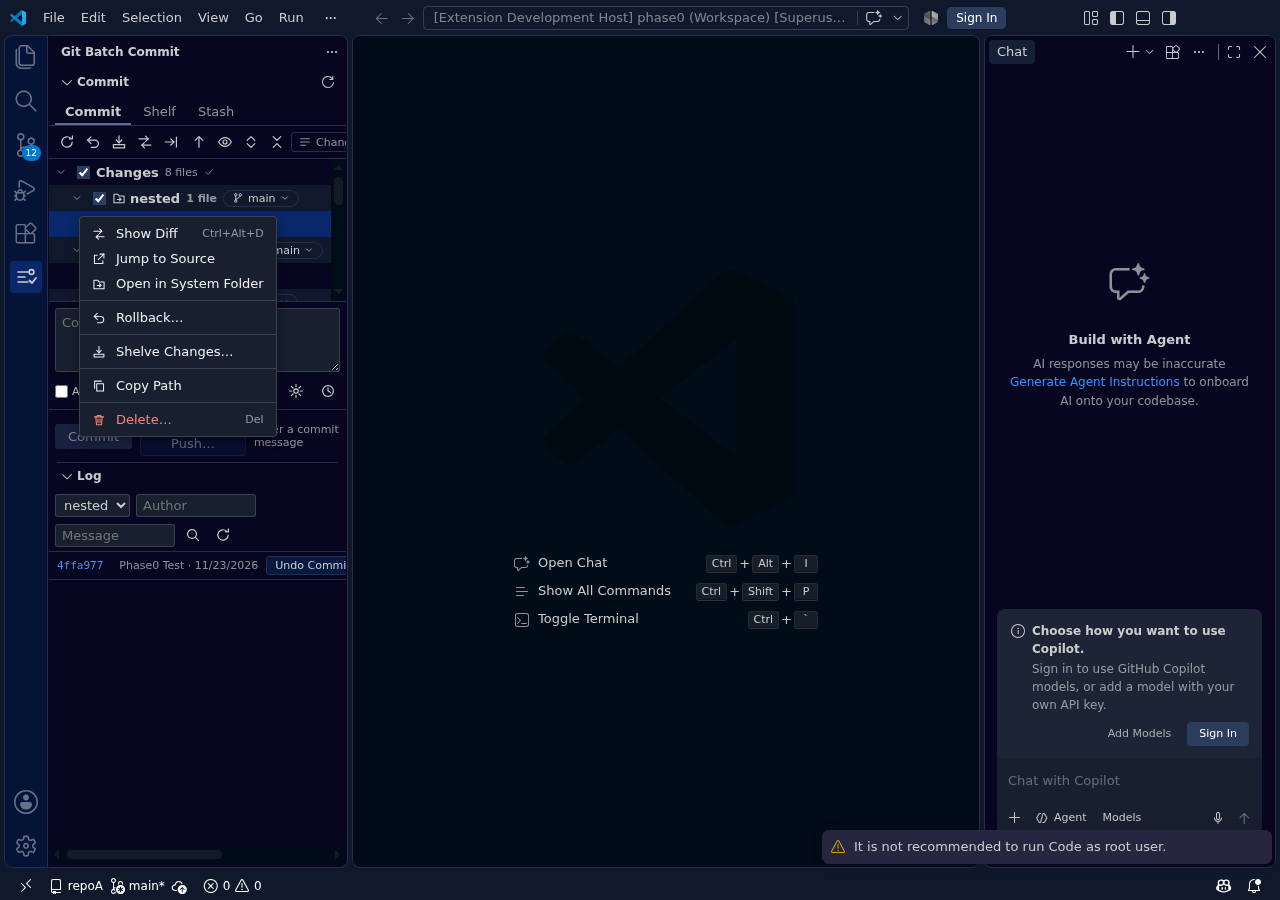 File Edit Selection View Go Run ···
[Extension Development Host] phase0 (Workspace) [Superus...
Sign In
Git Batch Commit
Commit
Commit Shelf Stash
Changes 8 files
nested 1 file main
main
Show Diff Ctrl+Alt+D
Jump to Source
Open in System Folder
Rollback...
Shelve Changes...
Copy Path
Delete... Del
Commit
Push...
er a commit
message
Log
nested Author
Message
4ffa977 Phase0 Test · 11/23/2026 Undo Commi
12
Open Chat Ctrl + Alt + I
Show All Commands Ctrl + Shift + P
Toggle Terminal Ctrl + `
Chat
Build with Agent
AI responses may be inaccurate
Generate Agent Instructions to onboard
AI onto your codebase.
Choose how you want to use
Copilot.
Sign in to use GitHub Copilot
models, or add a model with your
own API key.
Add Models Sign In
Chat with Copilot
Agent Models
It is not recommended to run Code as root user.
repoA main* 0 0